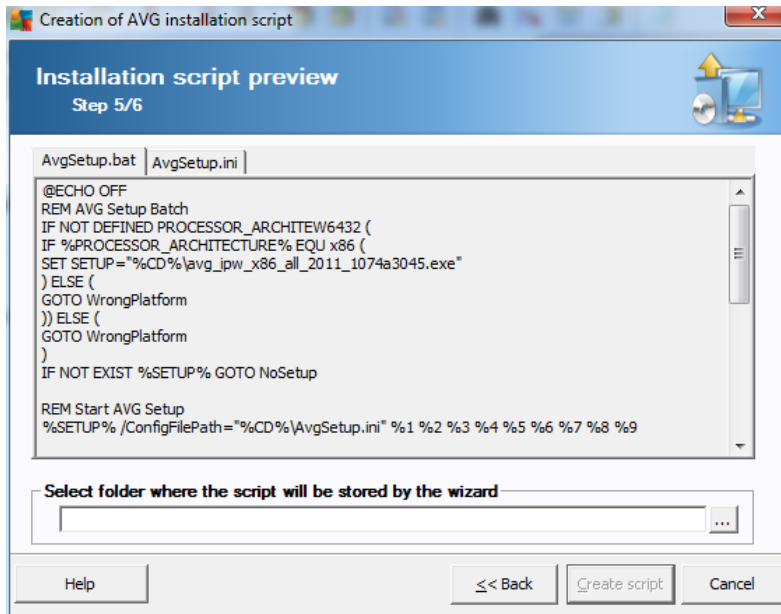 Creation of AVG installation script
Installation script preview
Step 5/6
AvgSetup.bat
AvgSetup.ini
@ECHO OFF
REM AVG Setup Batch
IF NOT DEFINED PROCESSOR_ARCHITEW6432 (
IF %PROCESSOR_ARCHITECTURE% EQU x86 (
SET SETUP="%CD%\avg_ipw_x86_all_2011_1074a3045.exe"
) ELSE (
GOTO WrongPlatform
)) ELSE (
GOTO WrongPlatform
)
IF NOT EXIST %SETUP% GOTO NoSetup
REM Start AVG Setup
%SETUP% /ConfigFilePath="%CD%\AvgSetup.ini" %1 %2 %3 %4 %5 %6 %7 %8 %9
Select folder where the script will be stored by the wizard
...
Help
<< Back
Create script
Cancel